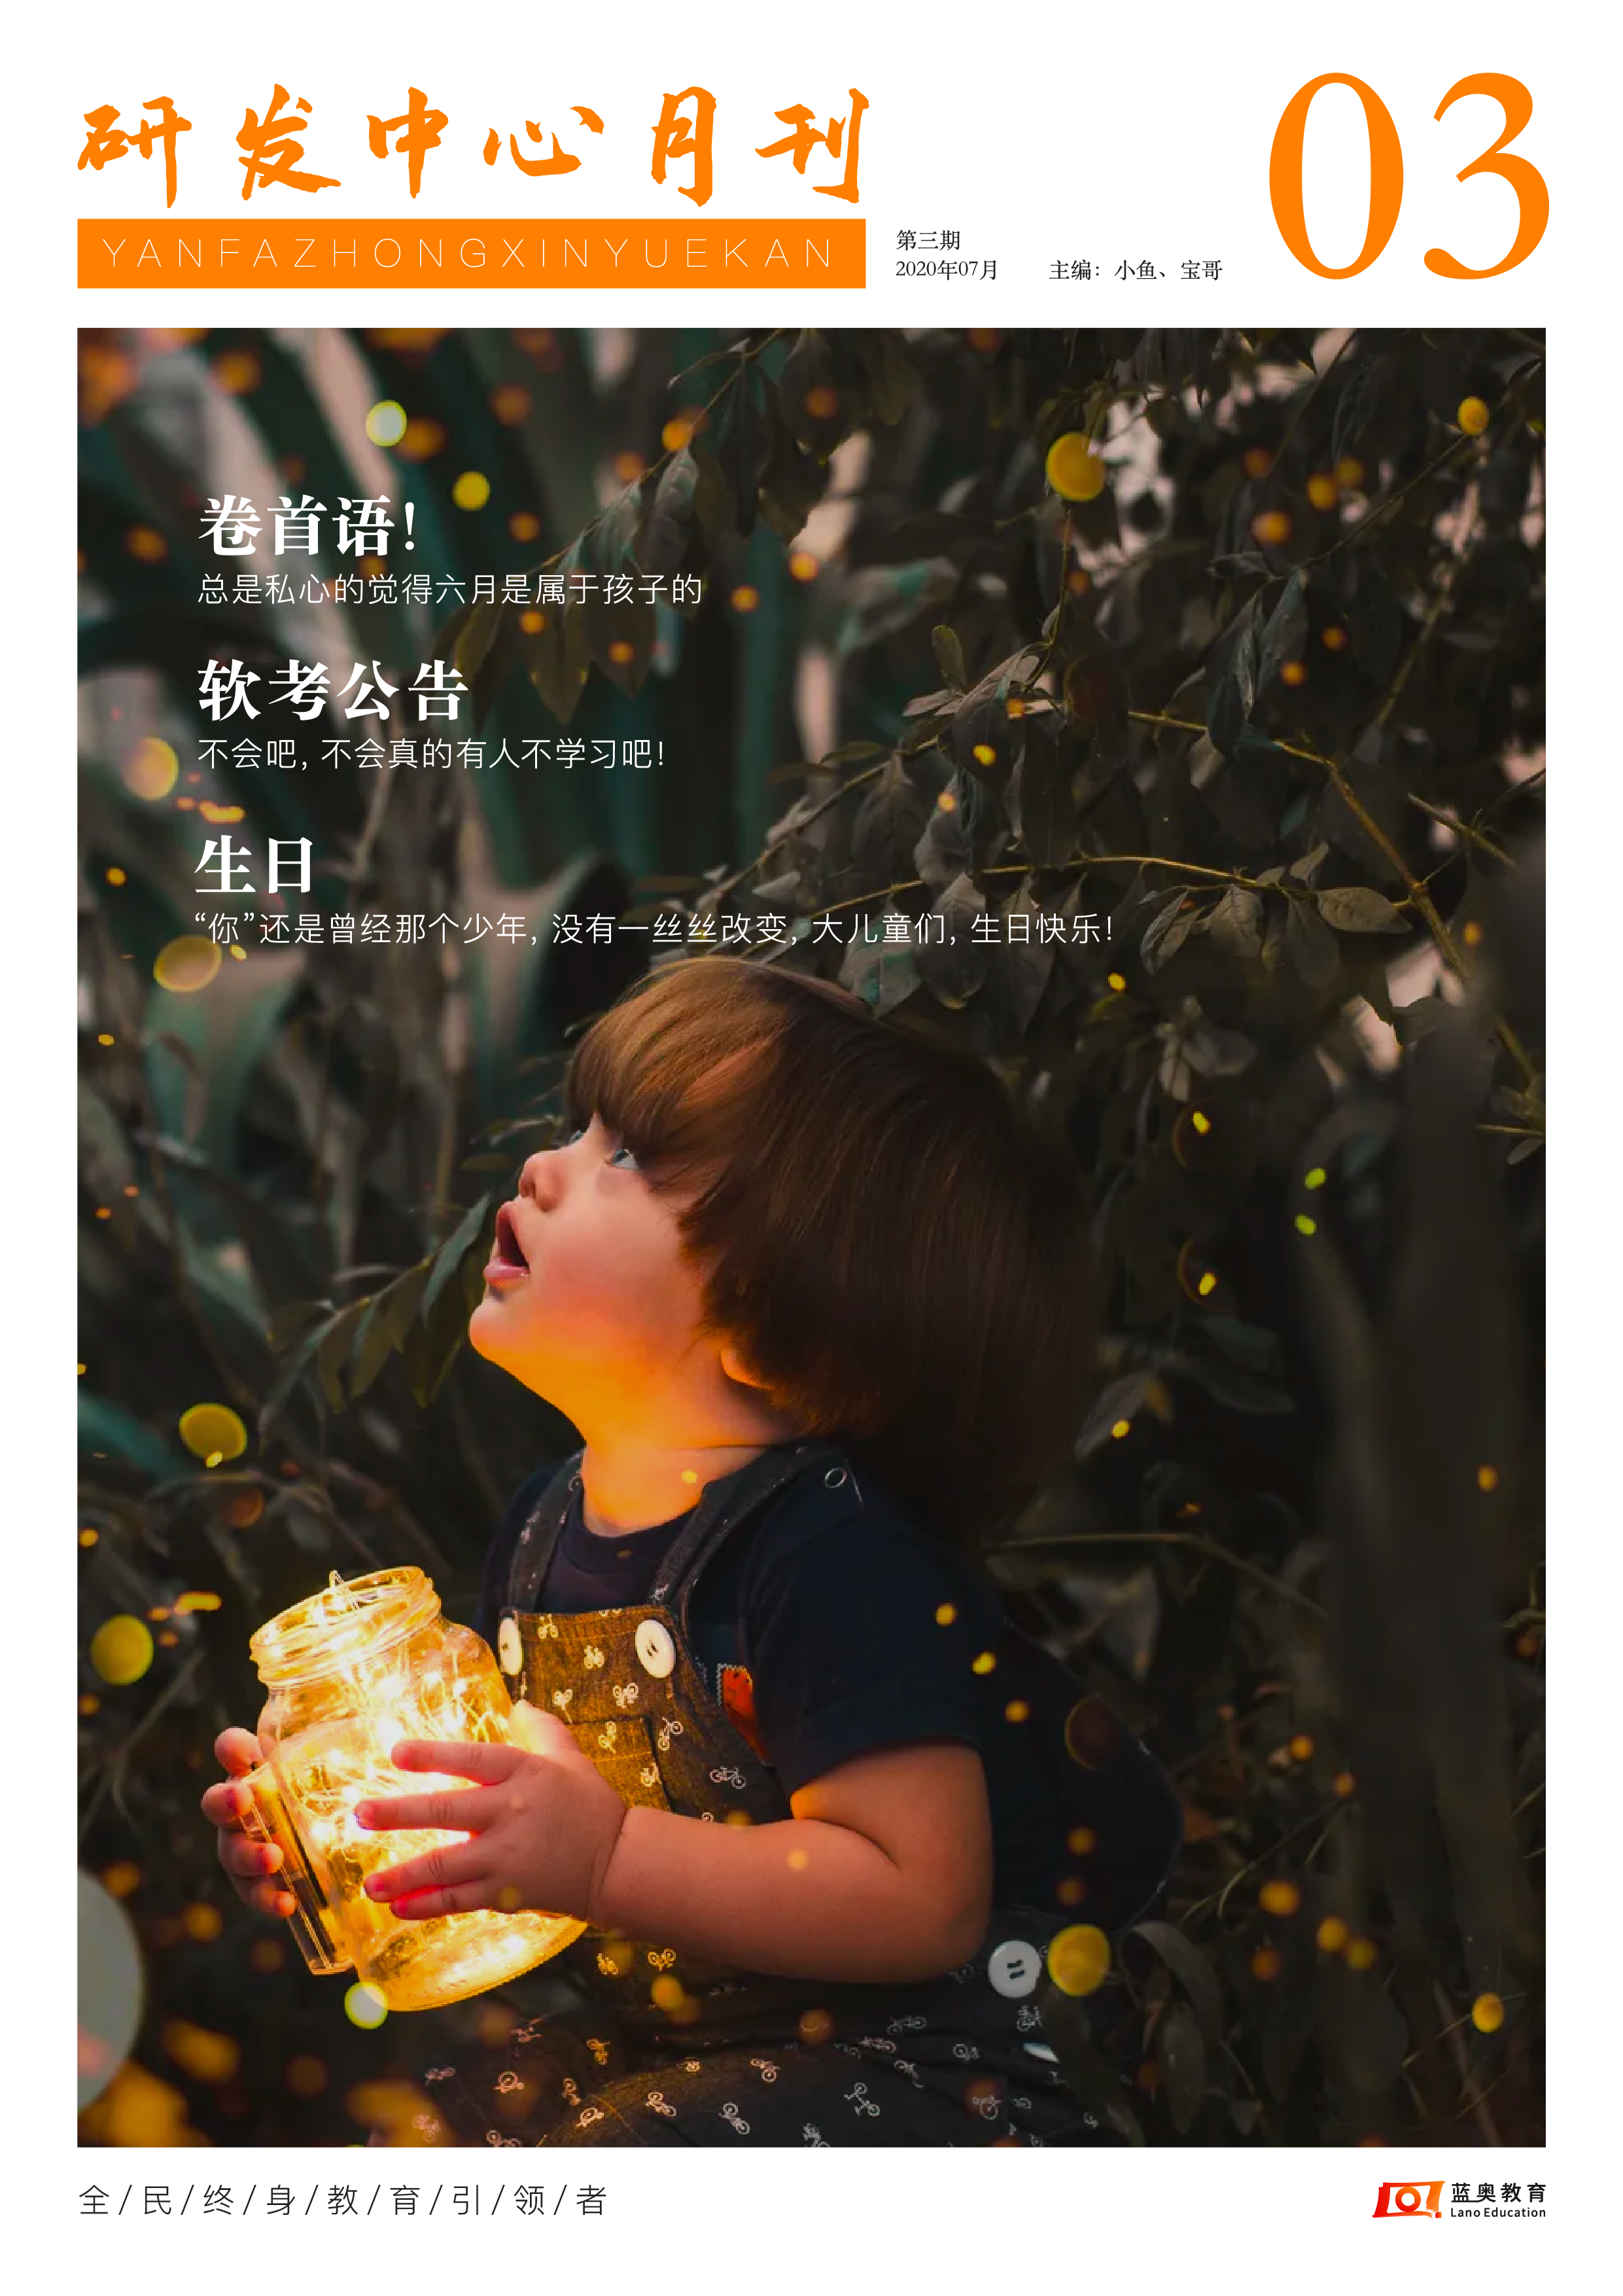 研发中心月刊
YANFAZHONGXINYUEKAN
第三期
2020年07月 主编：小鱼、宝哥
03
卷首语！
总是私心的觉得六月是属于孩子的
软考公告
不会吧，不会真的有人不学习吧！
生日
“你”还是曾经那个少年，没有一丝丝改变，大儿童们，生日快乐！
全/民/终/身/教/育/引/领/者
蓝奥教育
Lano Education